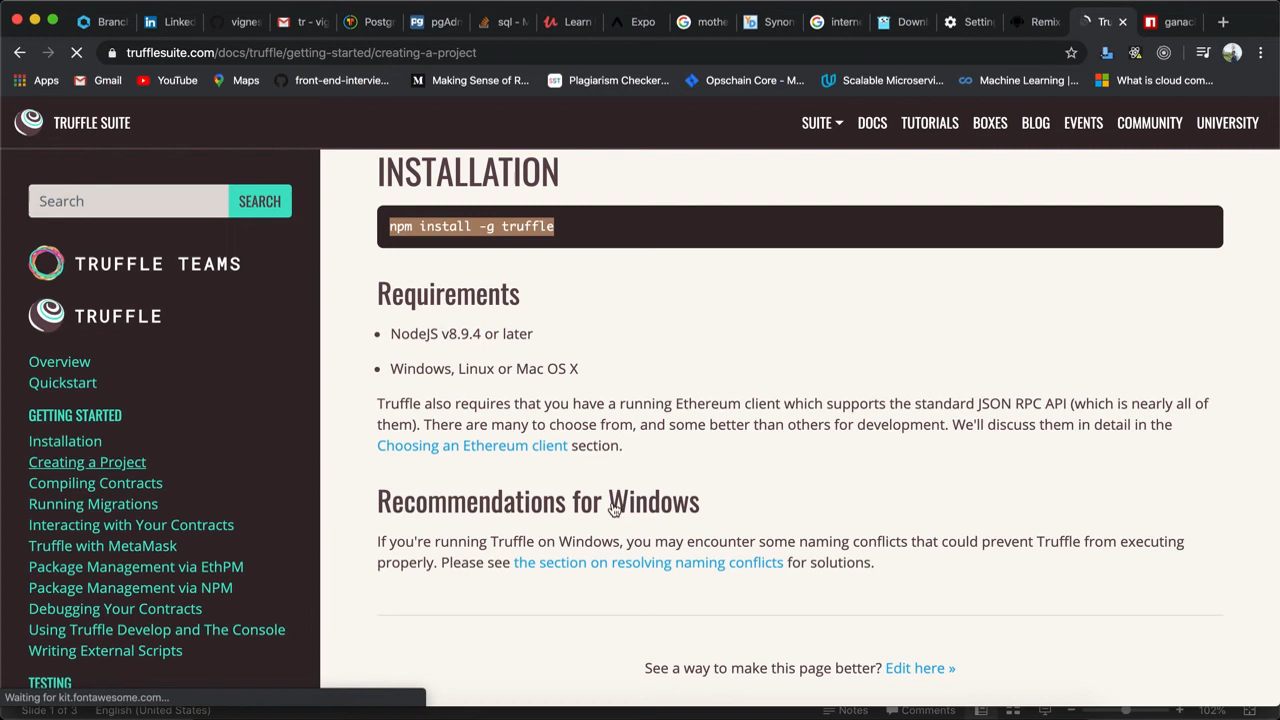 Branc
Linked
vignes
tr - vig
Postgr
pgAdn
sql - M
Learn
Expo
mothe
Synon
intern
Downl
Setting
Remix
Tru
ganac
trufflesuite.com/docs/truffle/getting-started/creating-a-project
Apps
Gmail
YouTube
Maps
front-end-intervie...
Making Sense of R...
Plagiarism Checker...
Opschain Core - M...
Scalable Microservi...
Machine Learning |...
What is cloud com...
TRUFFLE SUITE
SUITE
DOCS
TUTORIALS
BOXES
BLOG
EVENTS
COMMUNITY
UNIVERSITY
Search
SEARCH
TRUFFLE TEAMS
TRUFFLE
Overview
Quickstart
GETTING STARTED
Installation
Creating a Project
Compiling Contracts
Running Migrations
Interacting with Your Contracts
Truffle with MetaMask
Package Management via EthPM
Package Management via NPM
Debugging Your Contracts
Using Truffle Develop and The Console
Writing External Scripts
TESTING
INSTALLATION
npm install -g truffle
Requirements
• NodeJS v8.9.4 or later
• Windows, Linux or Mac OS X
Truffle also requires that you have a running Ethereum client which supports the standard JSON RPC API (which is nearly all of
them). There are many to choose from, and some better than others for development. We'll discuss them in detail in the
Choosing an Ethereum client section.
Recommendations for Windows
If you're running Truffle on Windows, you may encounter some naming conflicts that could prevent Truffle from executing
properly. Please see the section on resolving naming conflicts for solutions.
See a way to make this page better? Edit here »
Waiting for kit.fontawesome.com...
Slide 1 of 3
English (United States)
Notes
Comments
102%